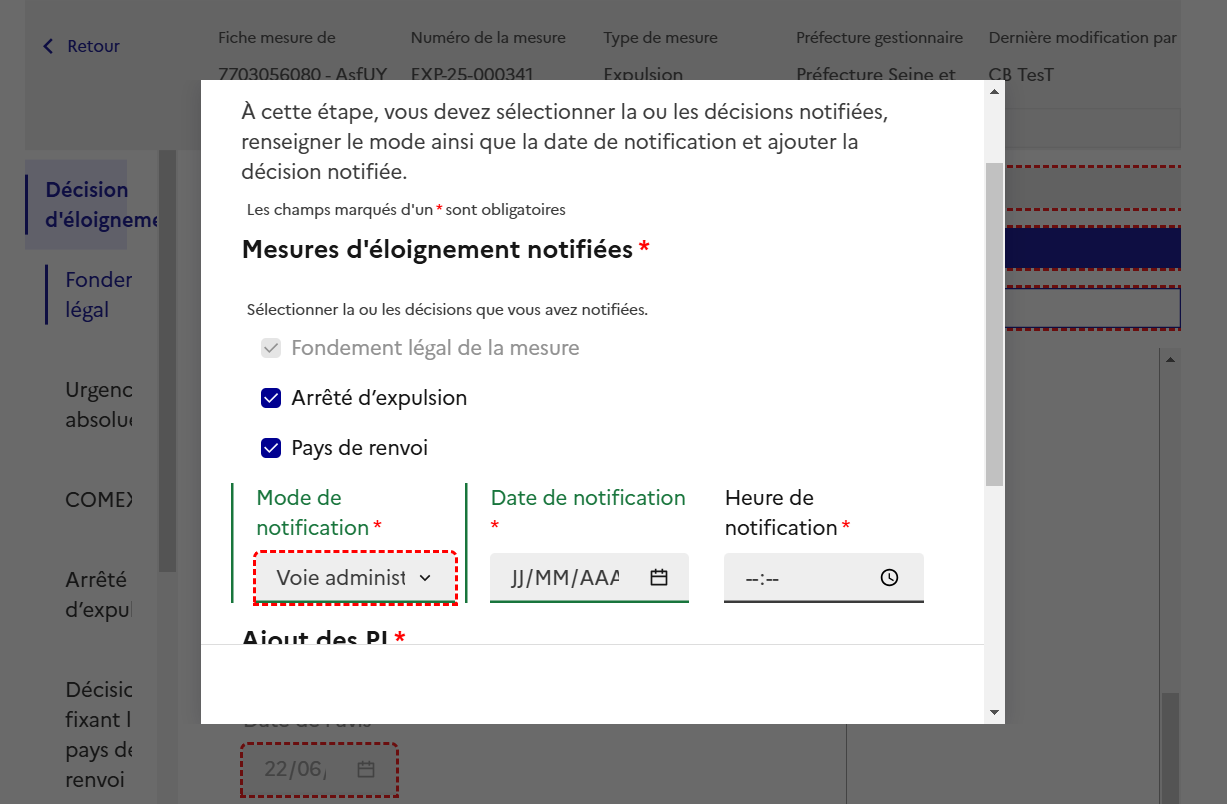 Retour
Fiche mesure de
Numéro de la mesure
Type de mesure
Préfecture gestionnaire
Dernière modification par
7703056080 - AsfUY
EXP-25-000341
Expulsion
Préfecture Seine et
CB TesT
Décision
d'éloigneme
Fonder
légal
Urgenc
absolue
COMEX
Arrêté
d'expul
Décisic
fixant l
pays de
renvoi
À cette étape, vous devez sélectionner la ou les décisions notifiées,
renseigner le mode ainsi que la date de notification et ajouter la
décision notifiée.
Les champs marqués d'un * sont obligatoires
Mesures d'éloignement notifiées *
Sélectionner la ou les décisions que vous avez notifiées.
Fondement légal de la mesure
Arrêté d’expulsion
Pays de renvoi
Mode de
notification *
Voie administ
Date de notification
*
JJ/MM/AAA
Heure de
notification *
--:--
Ajout des PJ *
Date de l'avis
22/06/